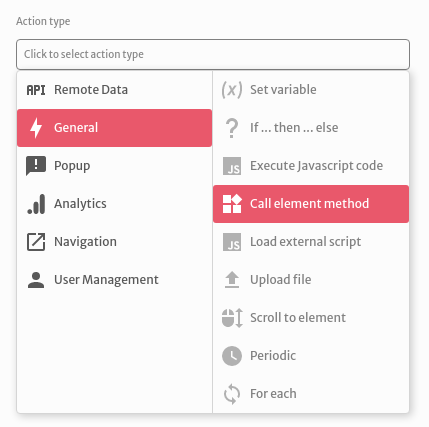 Action type
Click to select action type
API Remote Data
General
Popup
Analytics
Navigation
User Management
(x) Set variable
? If ... then ... else
JS Execute Javascript code
Call element method
JS Load external script
Upload file
Scroll to element
Periodic
For each